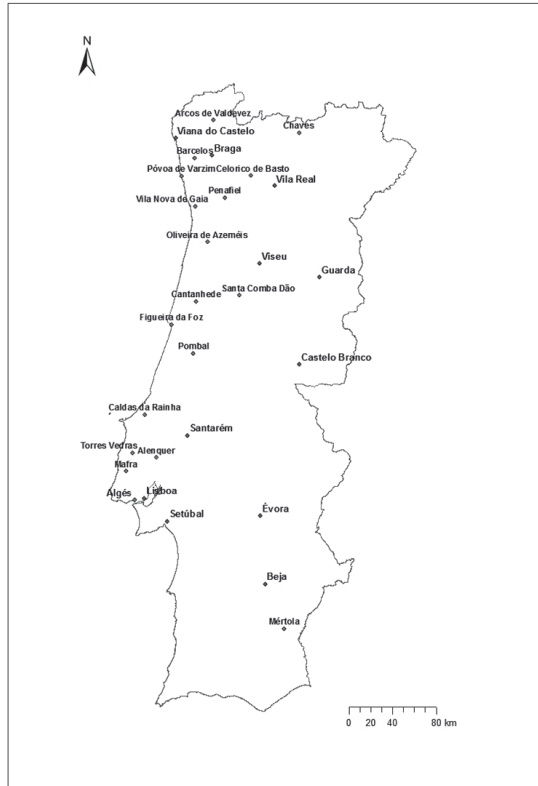 N
Arcos de Valdevez
Chaves
Viana do Castelo
Braga
Barcelos
Póvoa de Varzim
Celorico de Basto
Vila Real
Penafiel
Vila Nova de Gaia
Oliveira de Azeméis
Viseu
Guarda
Santa Comba Dão
Cantanhede
Figueira da Foz
Pombal
Castelo Branco
Caldas da Rainha
Santarém
Torres Vedras
Alenquer
Mafra
Algés
Lisboa
Évora
Setúbal
Beja
Mértola
0 20 40 80 km